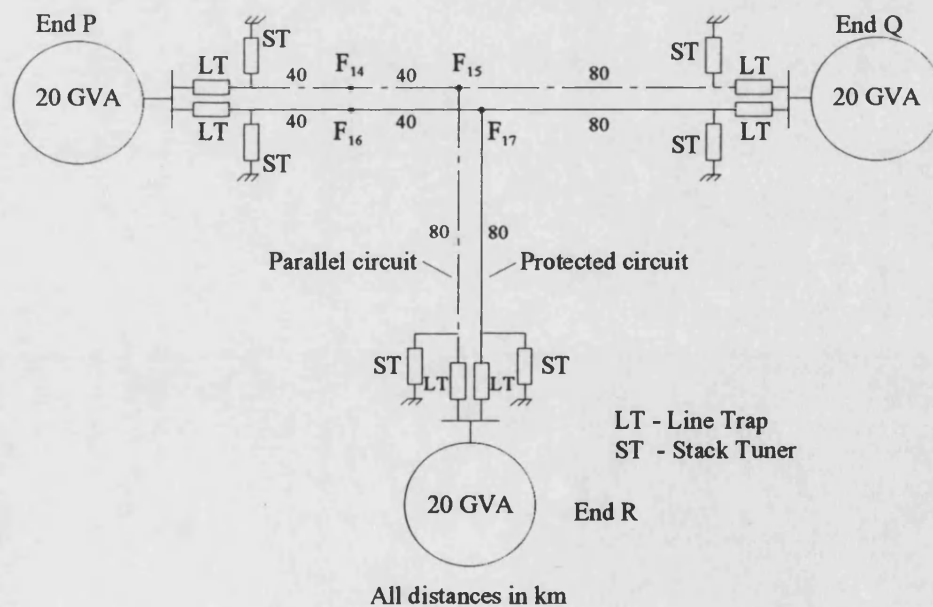 End P
ST
LT
40
F14
40
F15
80
ST
LT
End Q
20 GVA
20 GVA
LT
40
F16
40
F17
80
LT
ST
ST
80
80
Parallel circuit
Protected circuit
ST
LT
LT
ST
LT - Line Trap
ST - Stack Tuner
20 GVA
End R
All distances in km